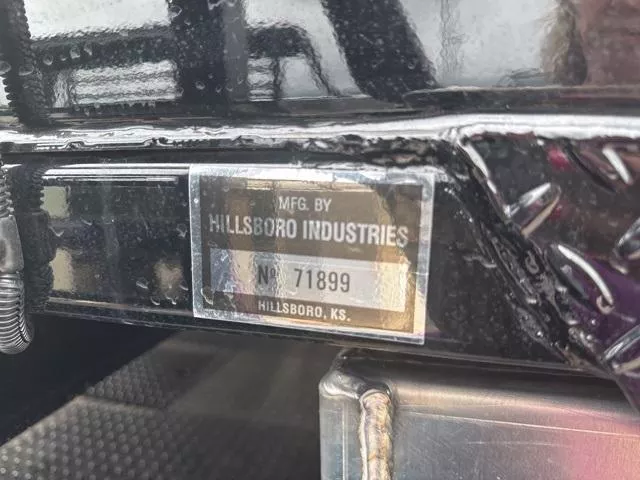 MFG. BY
HILLSBORO INDUSTRIES
Nº 71899
HILLSBORO, KS.